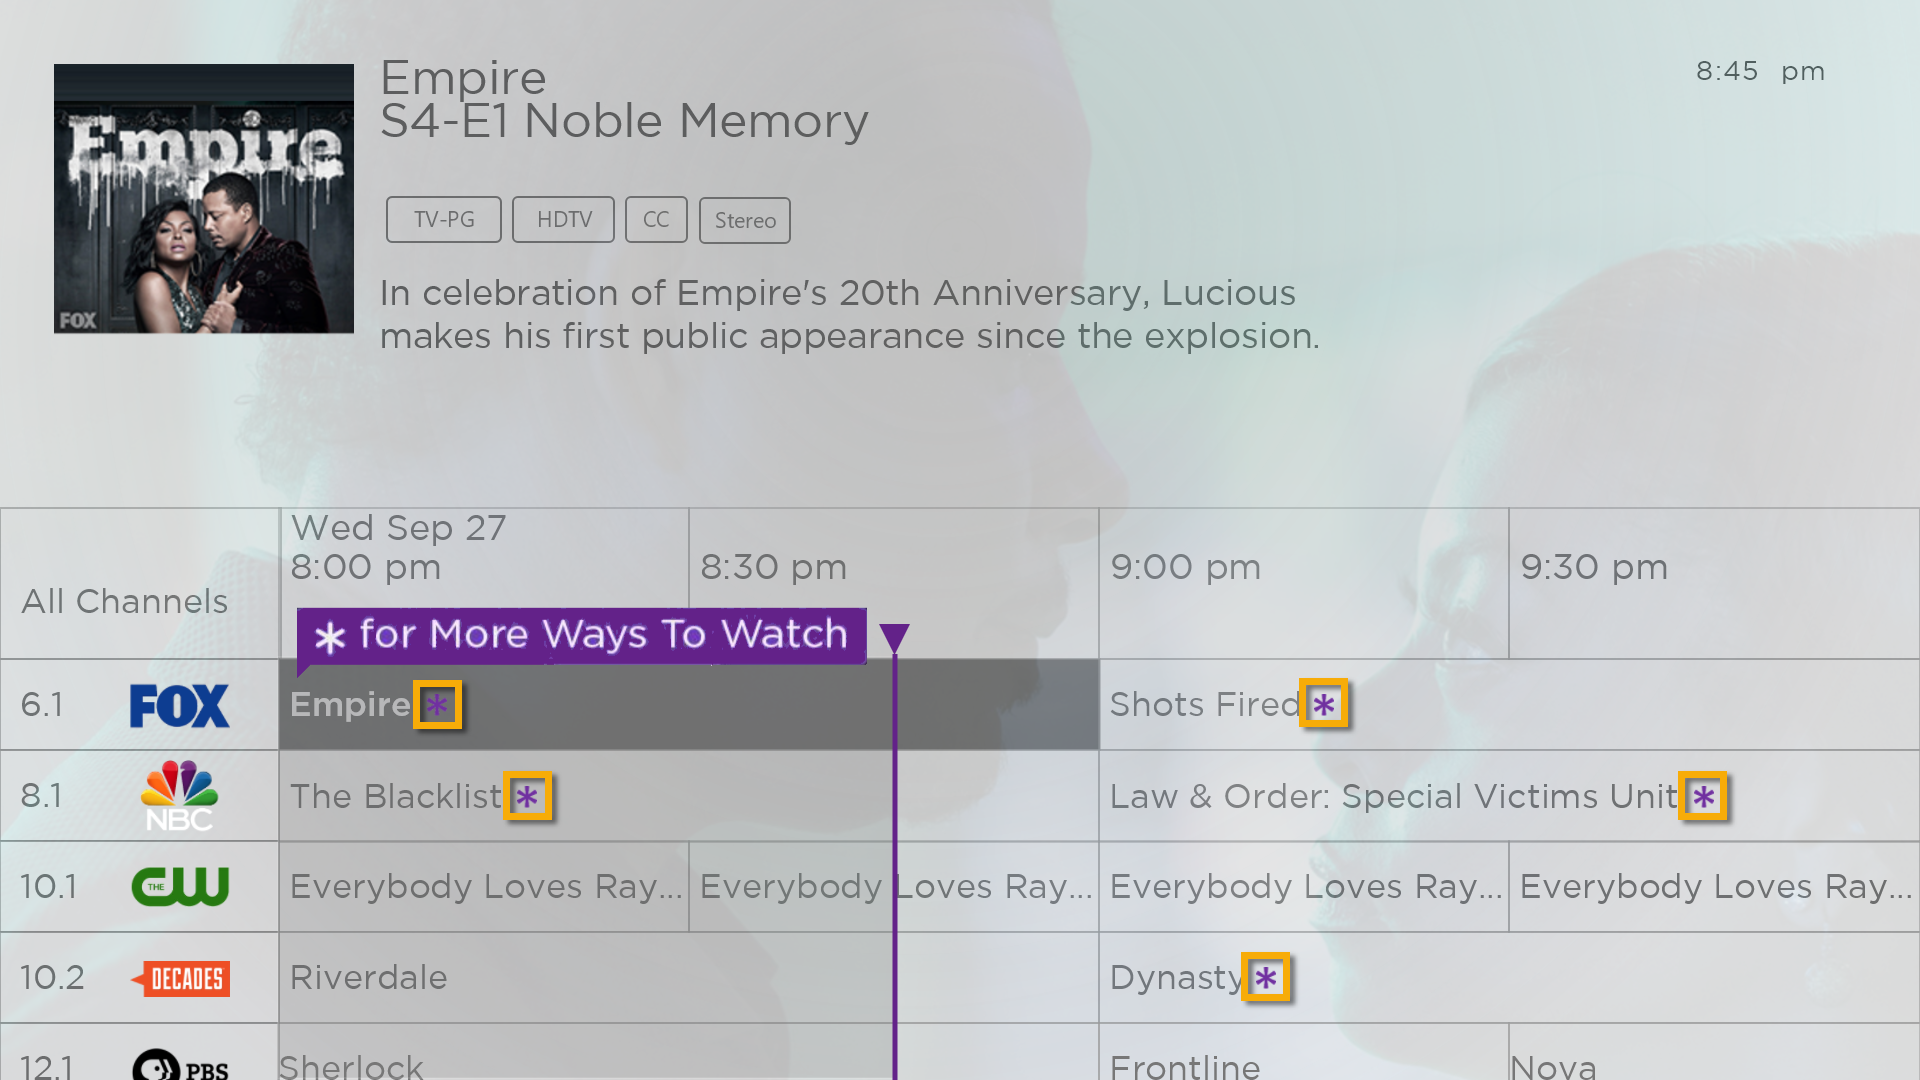 Empire
S4-E1 Noble Memory
8:45 pm
Empire
FOX
TV-PG HDTV CC Stereo
In celebration of Empire's 20th Anniversary, Lucious
makes his first public appearance since the explosion.
All Channels
Wed Sep 27
8:00 pm 8:30 pm 9:00 pm 9:30 pm
* for More Ways To Watch
6.1 FOX Empire * Shots Fired *
8.1 NBC The Blacklist * Law & Order: Special Victims Unit *
10.1 THE CW Everybody Loves Ray... Everybody Loves Ray... Everybody Loves Ray... Everybody Loves Ray...
10.2 DECADES Riverdale Dynasty *
12.1 PBS Sherlock Frontline Nova